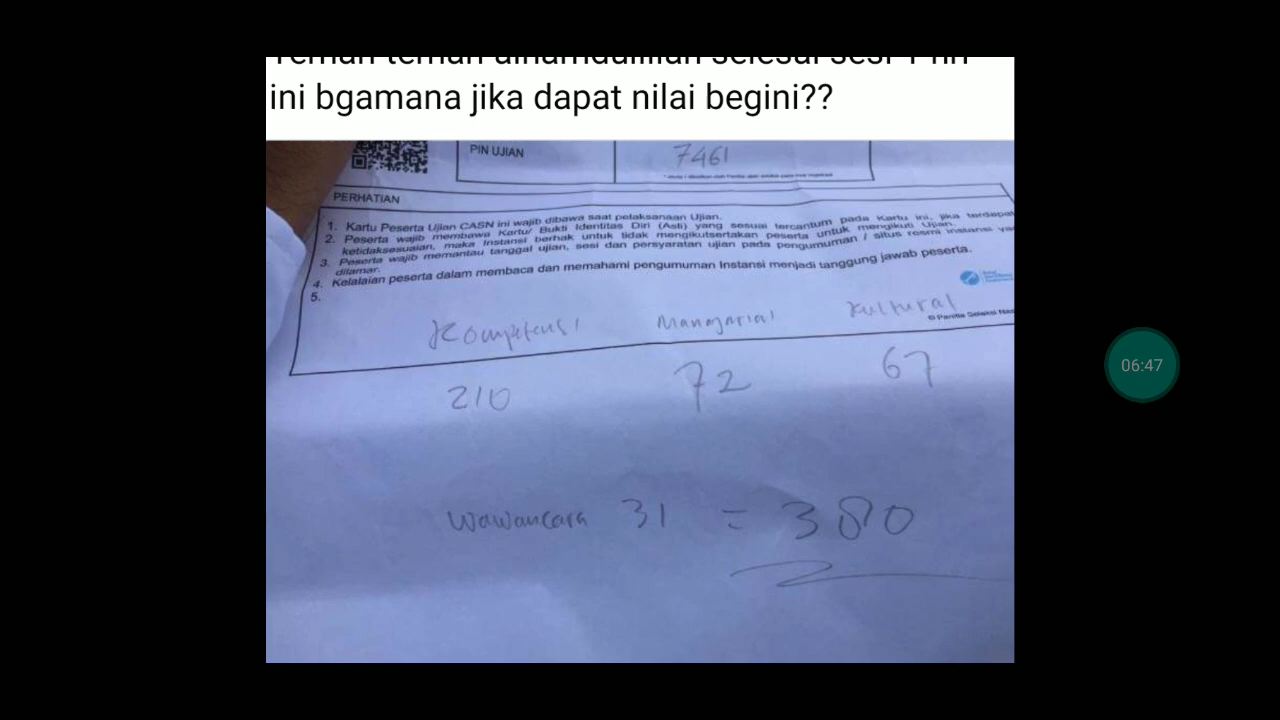 ini bgamana jika dapat nilai begini??
PIN UJIAN
7461
PERHATIAN
1. Kartu Peserta Ujian CASN ini wajib dibawa saat pelaksanaan Ujian.
2. Peserta wajib membawa Kartu/ Bukti Identitas Diri (Asli) yang sesuai tercantum pada Kartu ini, jika terdapat
ketidaksesuaian, maka Instansi berhak untuk tidak mengikutsertakan peserta untuk mengikuti Ujian.
3. Peserta wajib memantau tanggal ujian, sesi dan persyaratan ujian pada pengumuman / situs resmi instansi
dilamar.
4. Kelalaian peserta dalam membaca dan memahami pengumuman Instansi menjadi tanggung jawab peserta.
5.
© Panitia Seleksi
Kompetensi Manajerial Kultural
210 72 67
Wawancara 31 = 380
06:47